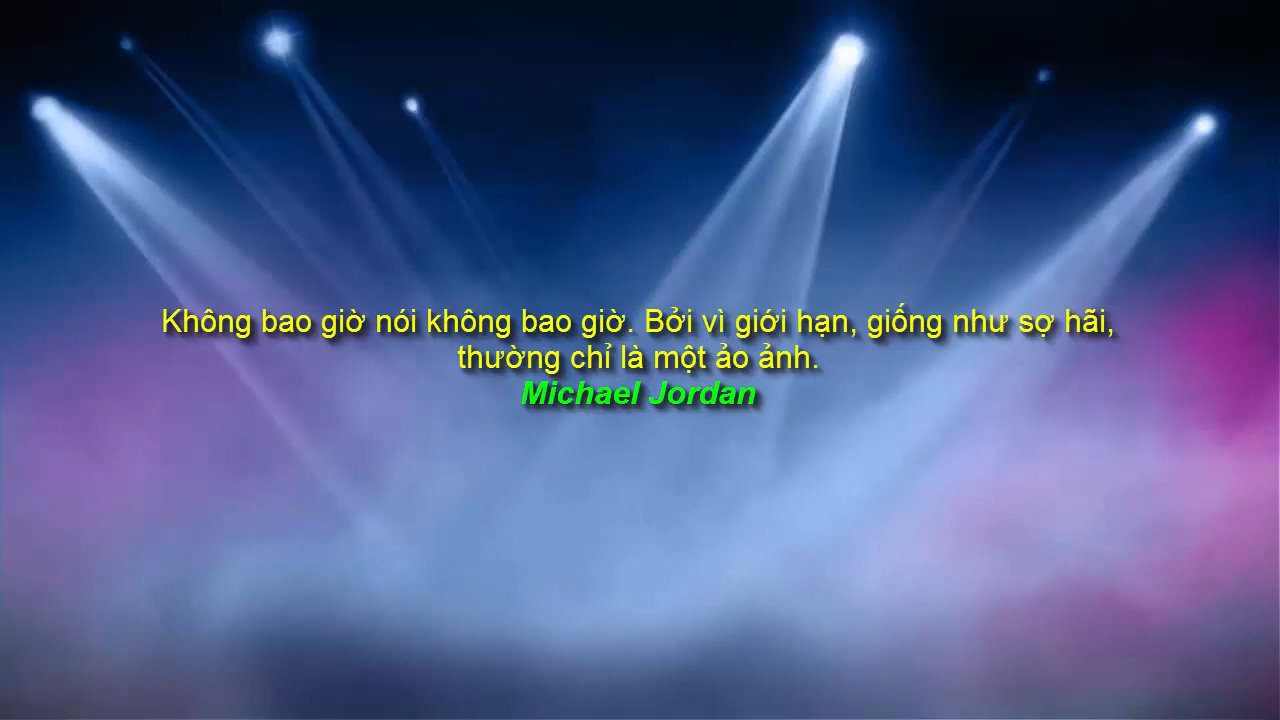 Không bao giờ nói không bao giờ. Bởi vì giới hạn, giống như sợ hãi,
thường chỉ là một ảo ảnh.
Michael Jordan